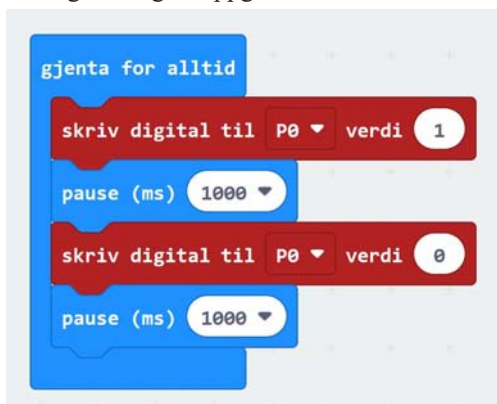 gjenta for alltid
skriv digital til P0 verdi 1
pause (ms) 1000
skriv digital til P0 verdi 0
pause (ms) 1000